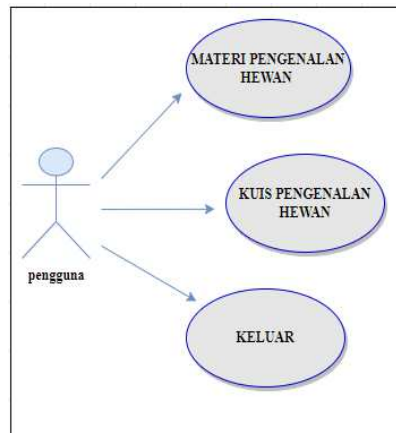 MATERI PENGENALAN
HEWAN
KUIS PENGENALAN
HEWAN
pengguna
KELUAR